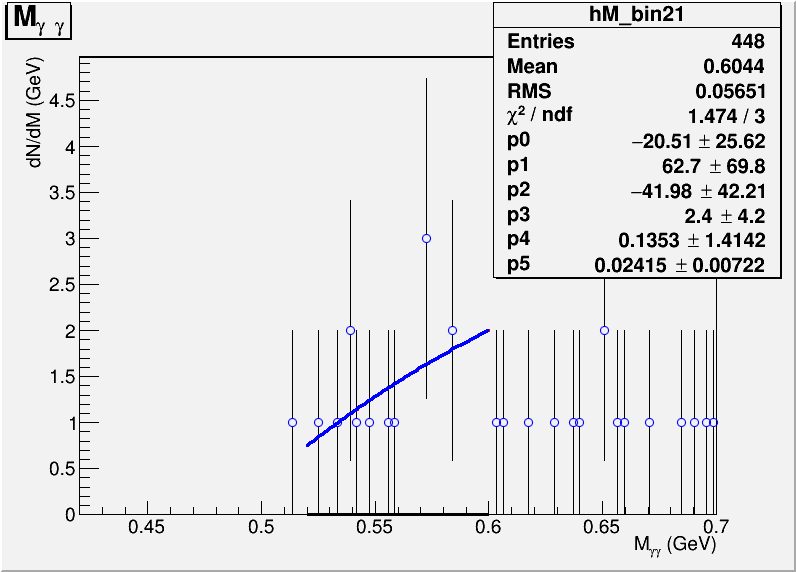 M γ γ
hM_bin21
Entries 448
Mean 0.6044
RMS 0.05651
χ² / ndf 1.474 / 3
p0 −20.51 ± 25.62
p1 62.7 ± 69.8
p2 −41.98 ± 42.21
p3 2.4 ± 4.2
p4 0.1353 ± 1.4142
p5 0.02415 ± 0.00722
dN/dM (GeV)
4.5
4
3.5
3
2.5
2
1.5
1
0.5
0
0.45 0.5 0.55 0.6 0.65 0.7
Mγγ (GeV)